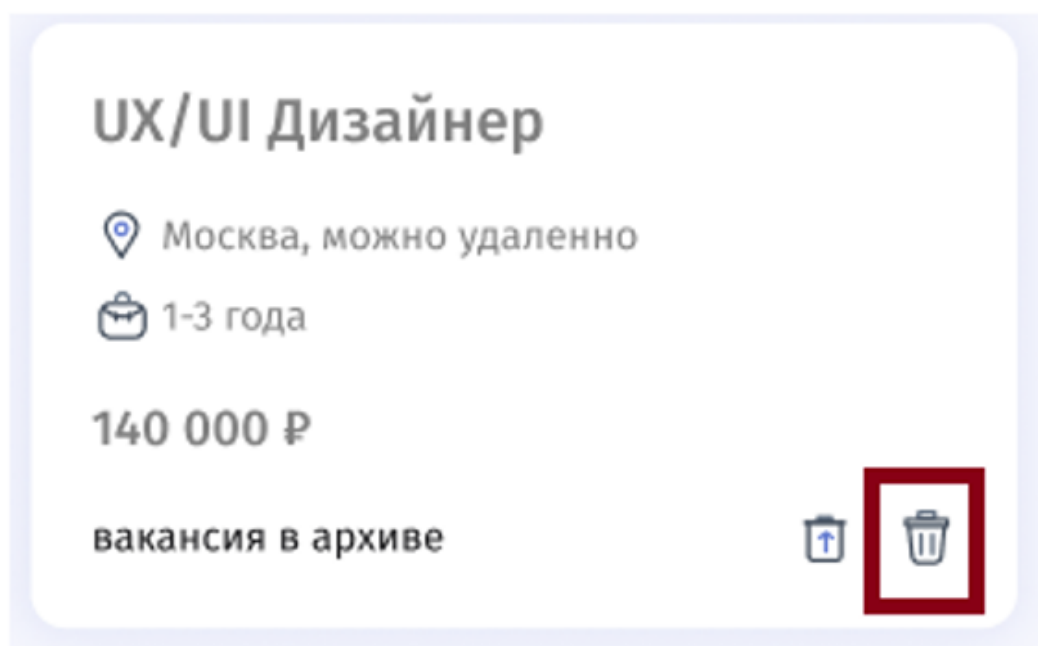 UX/UI Дизайнер
Москва, можно удаленно
1-3 года
140 000 ₽
вакансия в архиве